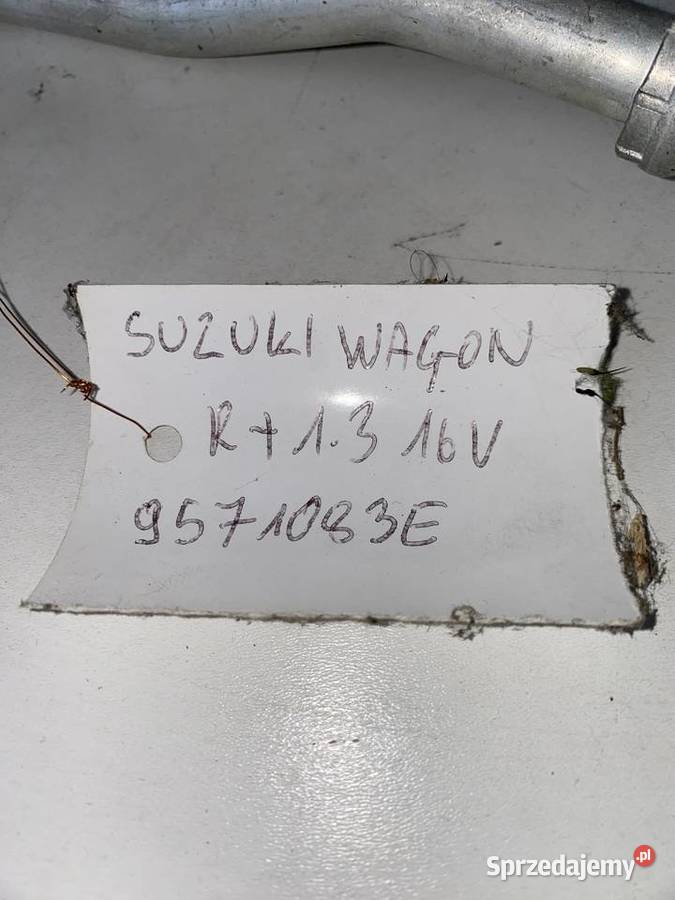 SUZUKI WAGON
R+ 1.3 16V
9571083E
Sprzedajemy.pl